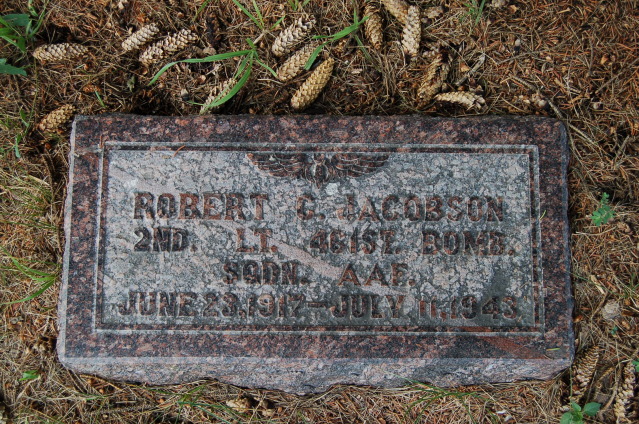 ROBERT C. JACOBSON
2ND. LT. 461ST. BOMB.
SQDN. AAF.
JUNE 23, 1917 — JULY 11, 1943